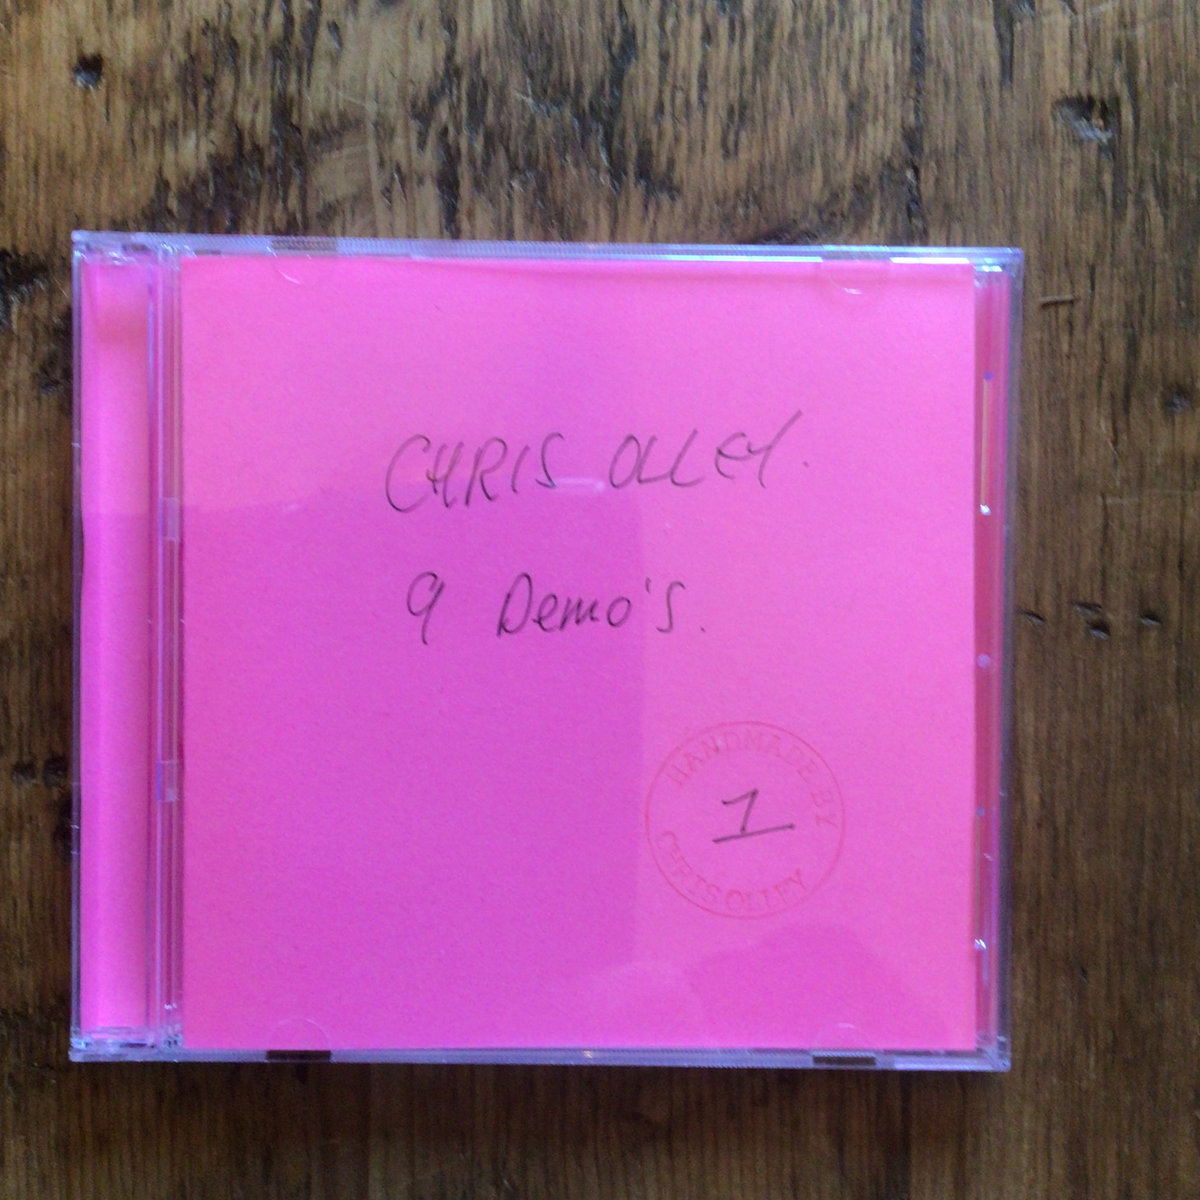 CHRIS OLLEY.
9 Demo's.
HANDMADE BY
1
CHRIS OLLEY